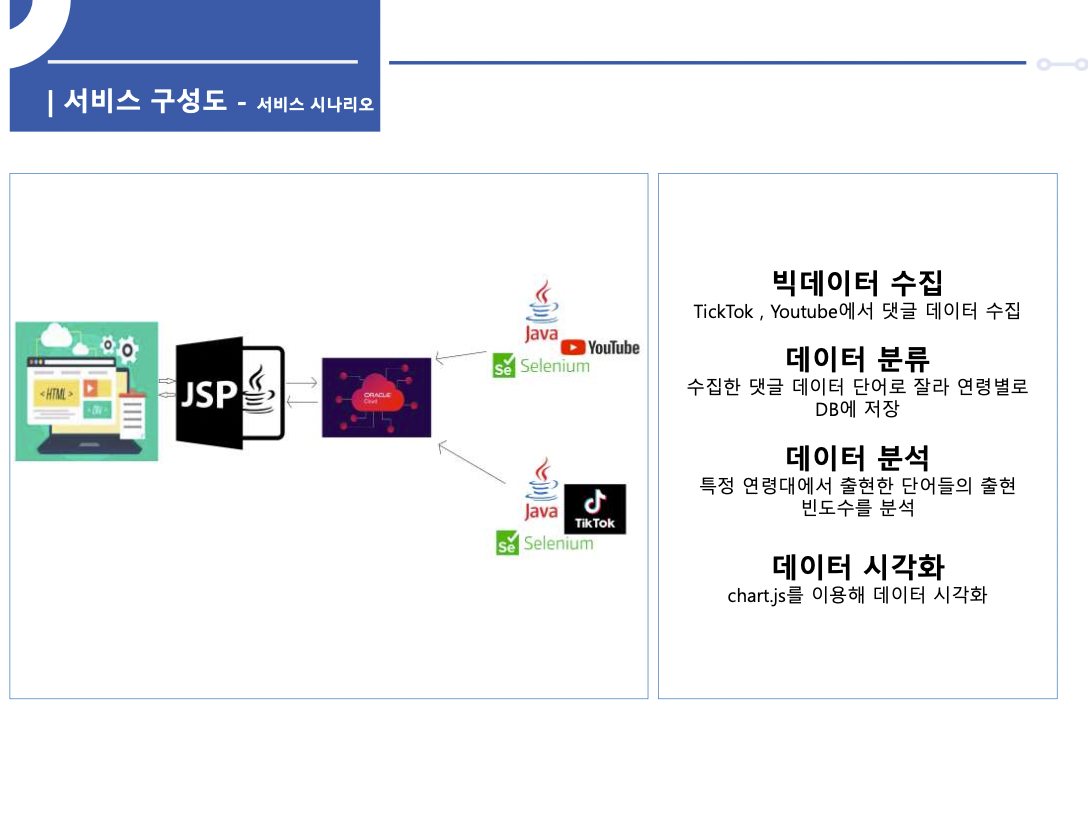 | 서비스 구성도 - 서비스 시나리오
<HTML>
JSP
ORACLE
Cloud
Java
YouTube
Se Selenium
Java
TikTok
Se Selenium
빅데이터 수집
TickTok , Youtube에서 댓글 데이터 수집
데이터 분류
수집한 댓글 데이터 단어로 잘라 연령별로
DB에 저장
데이터 분석
특정 연령대에서 출현한 단어들의 출현
빈도수를 분석
데이터 시각화
chart.js를 이용해 데이터 시각화